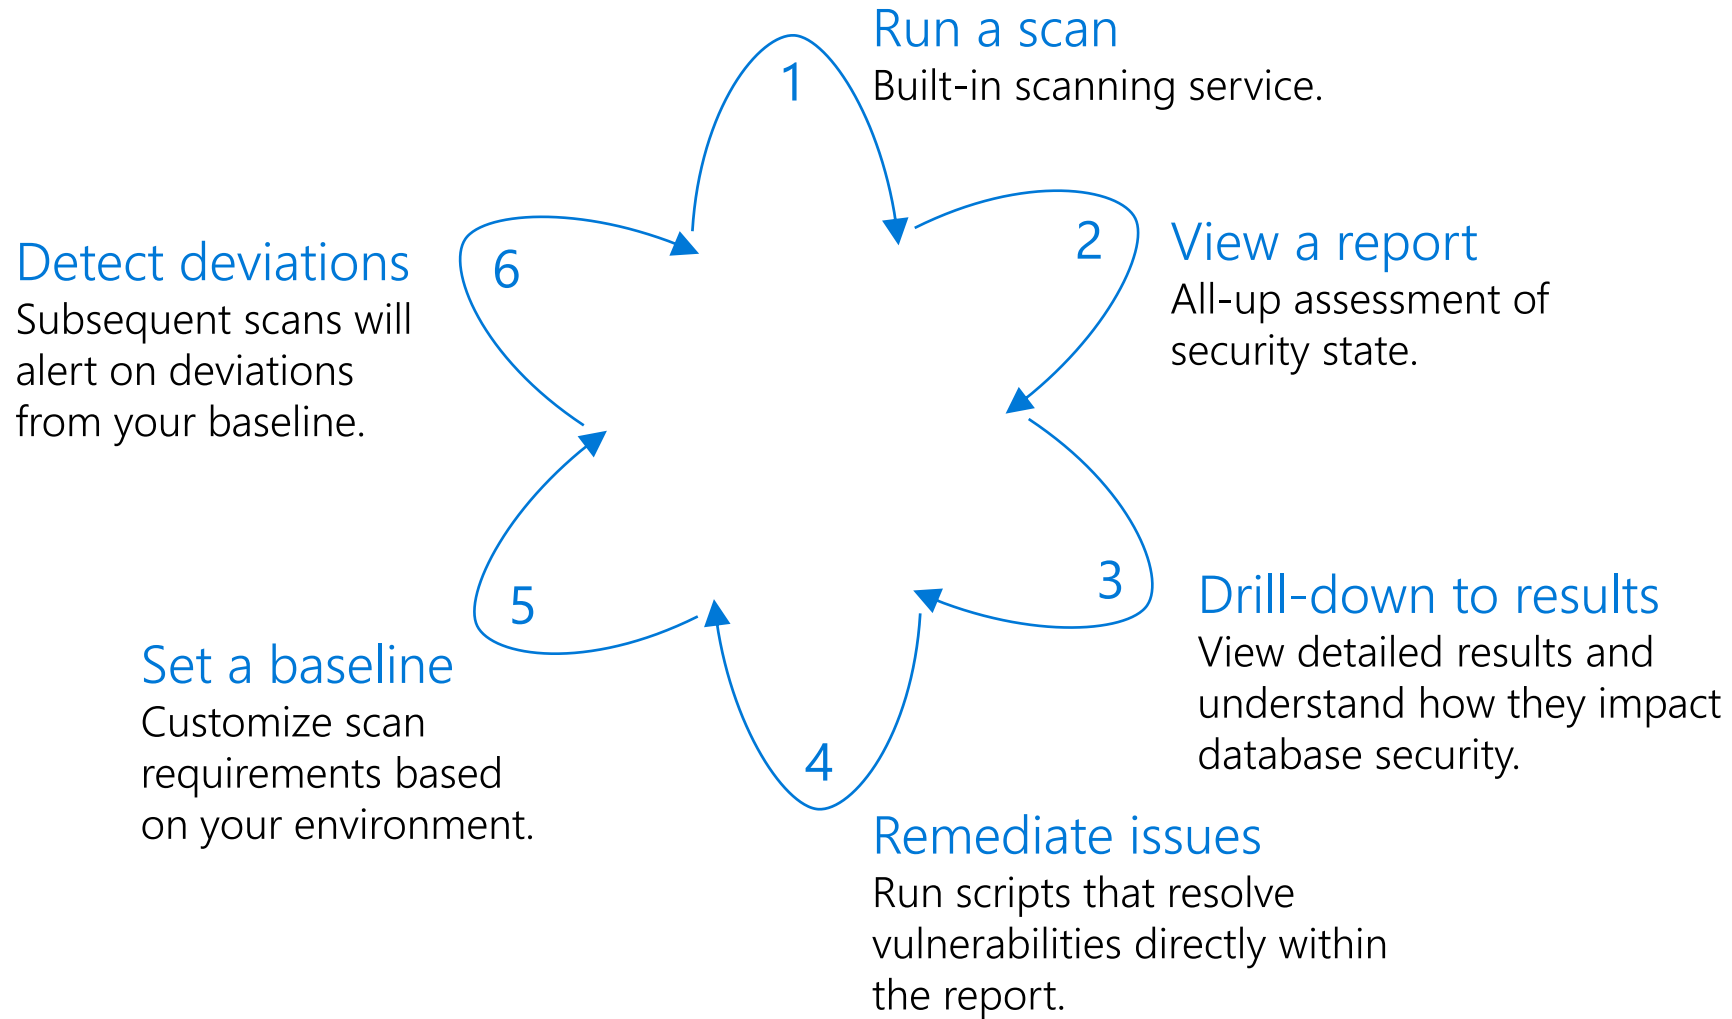 1
Run a scan
Built-in scanning service.
2
View a report
All-up assessment of
security state.
3
Drill-down to results
View detailed results and
understand how they impact
database security.
4
Remediate issues
Run scripts that resolve
vulnerabilities directly within
the report.
5
Set a baseline
Customize scan
requirements based
on your environment.
6
Detect deviations
Subsequent scans will
alert on deviations
from your baseline.